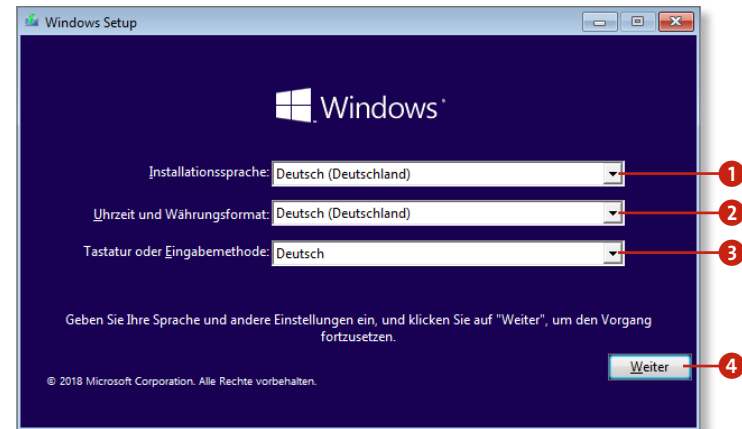 Windows Setup
Windows
Installationssprache: Deutsch (Deutschland) 1
Uhrzeit und Währungsformat: Deutsch (Deutschland) 2
Tastatur oder Eingabemethode: Deutsch 3
Geben Sie Ihre Sprache und andere Einstellungen ein, und klicken Sie auf "Weiter", um den Vorgang
fortzusetzen.
Weiter 4
© 2018 Microsoft Corporation. Alle Rechte vorbehalten.